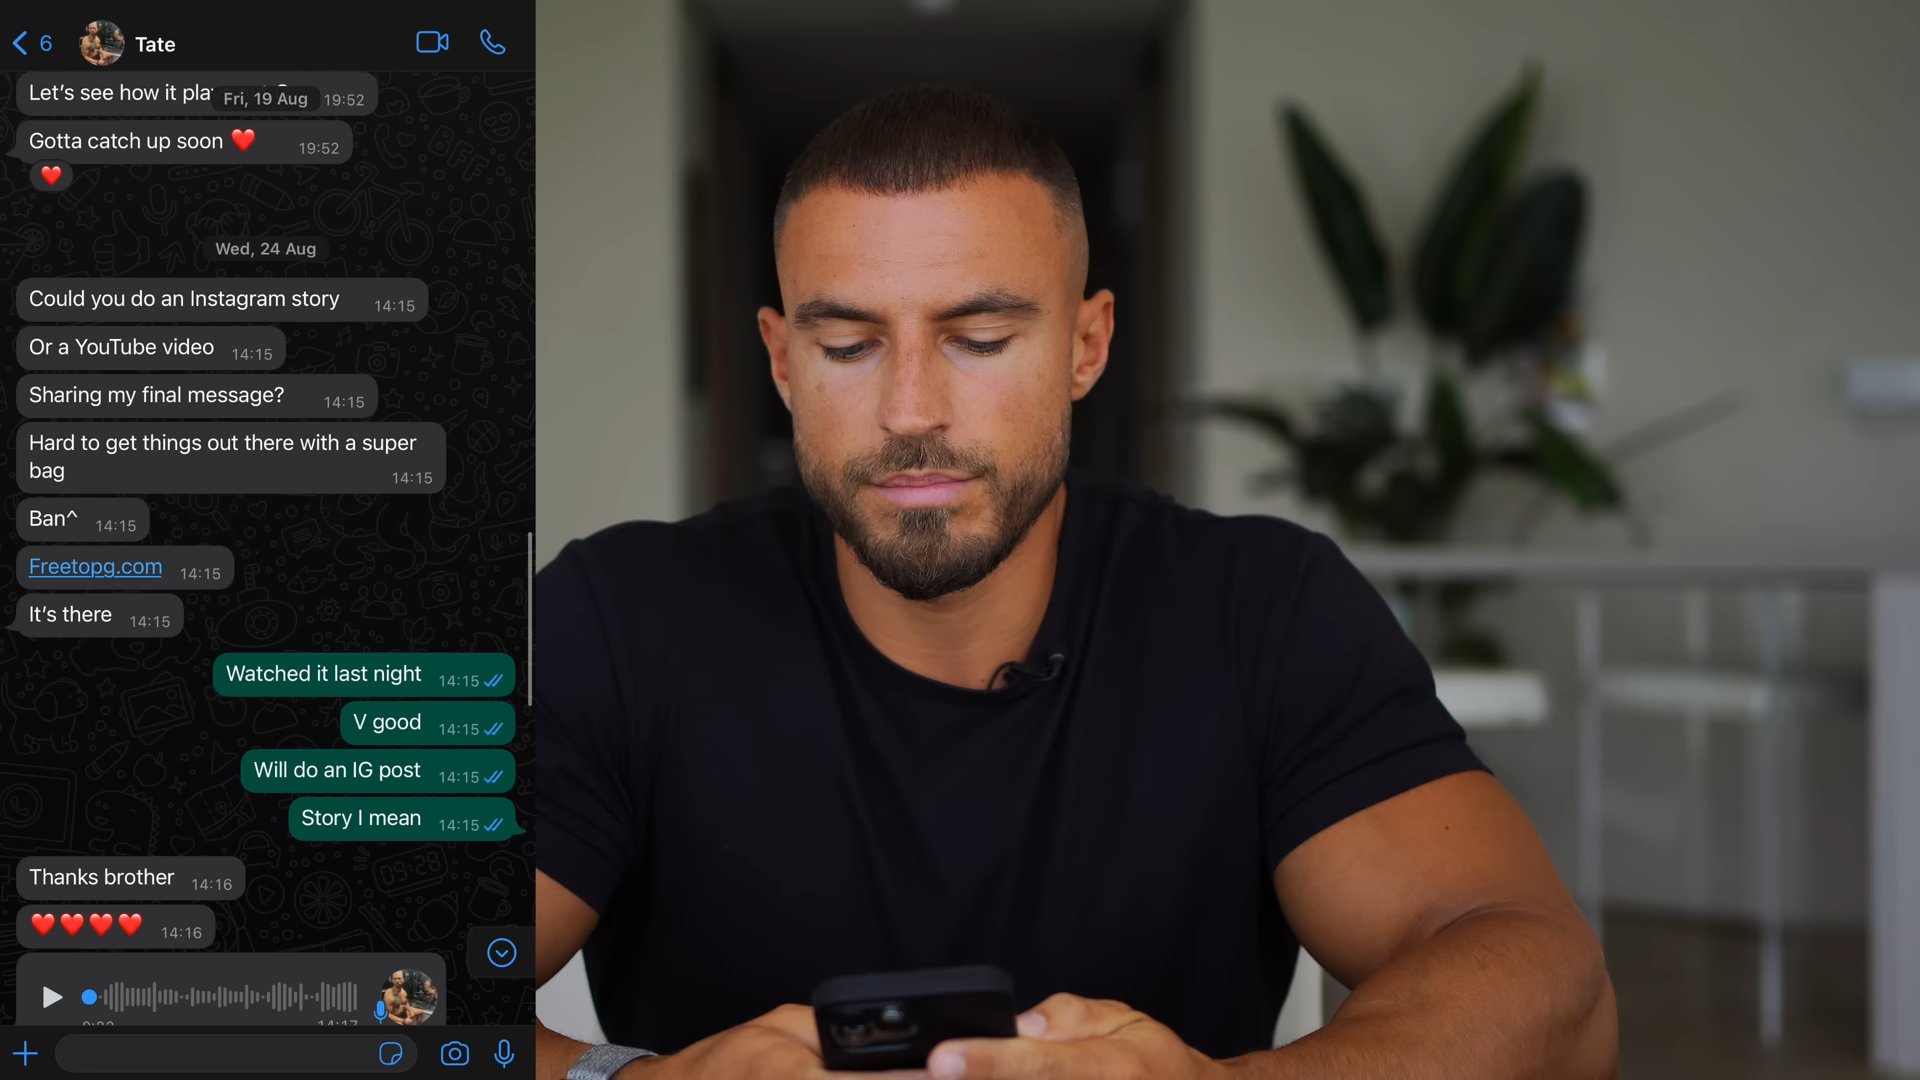 6
Tate
Let's see how it pla
Fri, 19 Aug
19:52
Gotta catch up soon ❤️
19:52
❤️
Wed, 24 Aug
Could you do an Instagram story
14:15
Or a YouTube video
14:15
Sharing my final message?
14:15
Hard to get things out there with a super
bag
14:15
Ban^
14:15
Freetopg.com
14:15
It's there
14:15
Watched it last night
14:15
V good
14:15
Will do an IG post
14:15
Story I mean
14:15
Thanks brother
14:16
❤️❤️❤️❤️
14:16
14:17